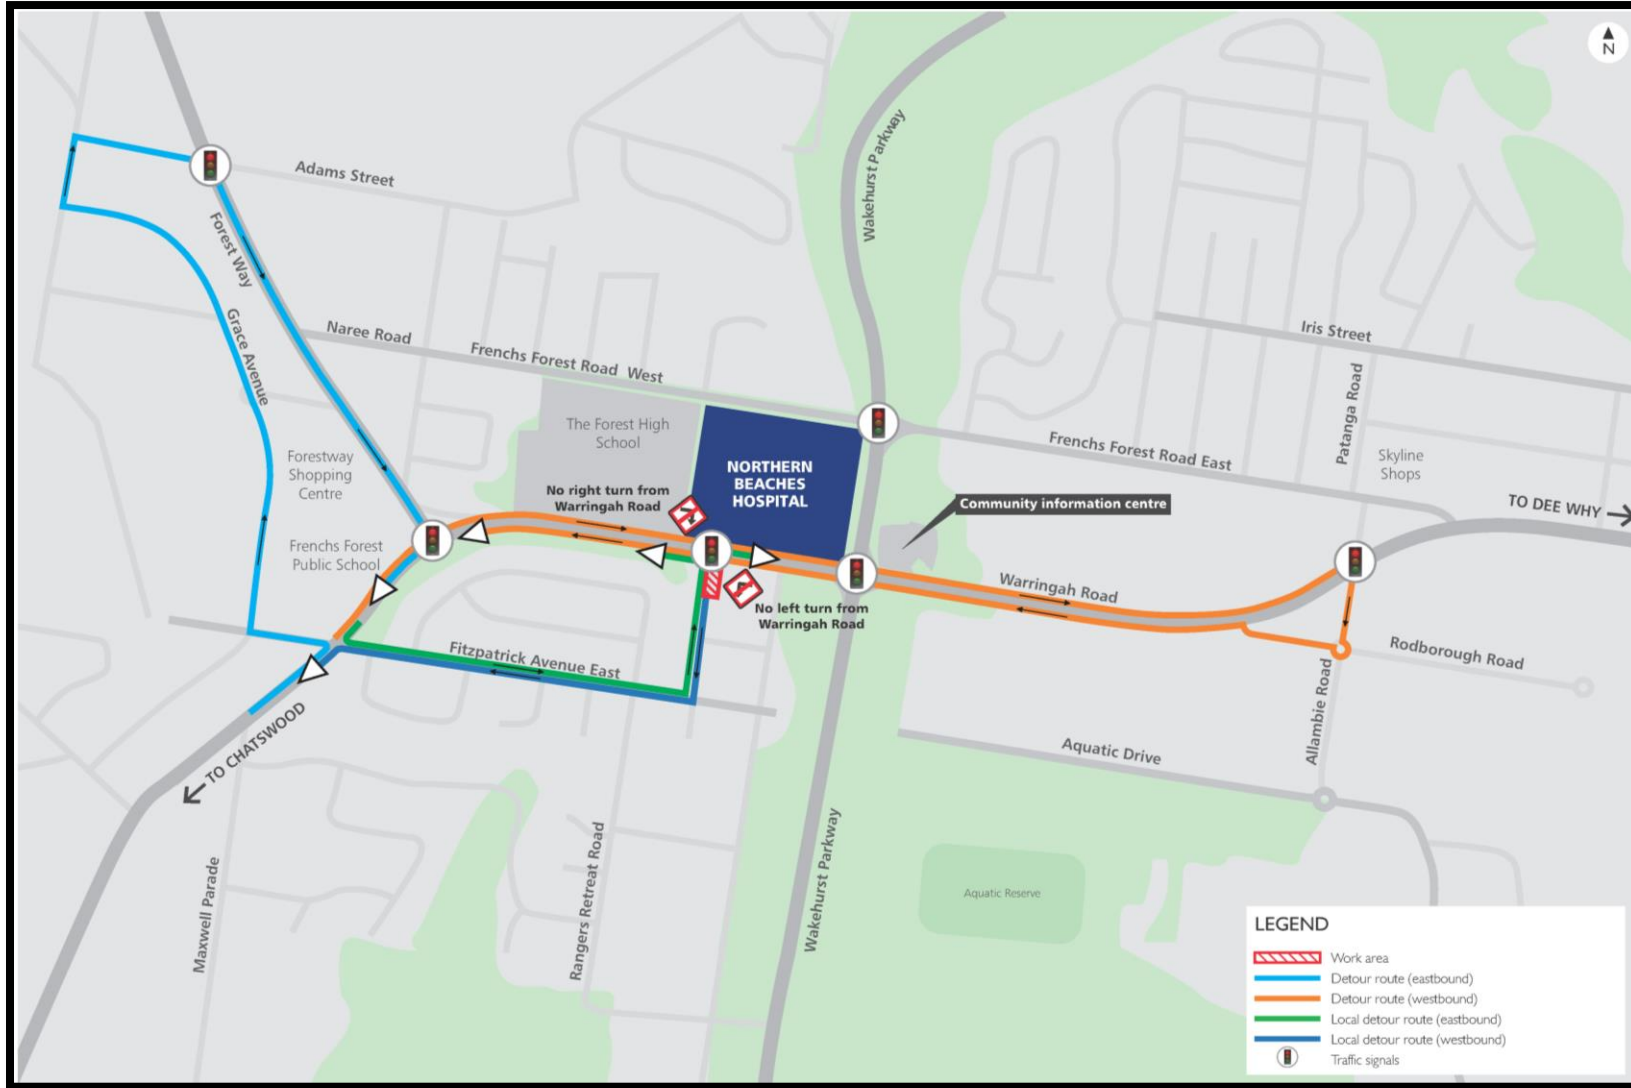 N
Adams Street
Wakehurst Parkway
Forest Way
Grace Avenue
Naree Road
Frenchs Forest Road West
Iris Street
Patanga Road
The Forest High
School
Forestway
Shopping
Centre
NORTHERN
BEACHES
HOSPITAL
Frenchs Forest Road East
Skyline
Shops
No right turn from
Warringah Road
Community information centre
TO DEE WHY
Frenchs Forest
Public School
Warringah Road
No left turn from
Warringah Road
Fitzpatrick Avenue East
Rodborough Road
Allambie Road
TO CHATSWOOD
Aquatic Drive
Maxwell Parade
Rangers Retreat Road
Wakehurst Parkway
Aquatic Reserve
LEGEND
Work area
Detour route (eastbound)
Detour route (westbound)
Local detour route (eastbound)
Local detour route (westbound)
Traffic signals